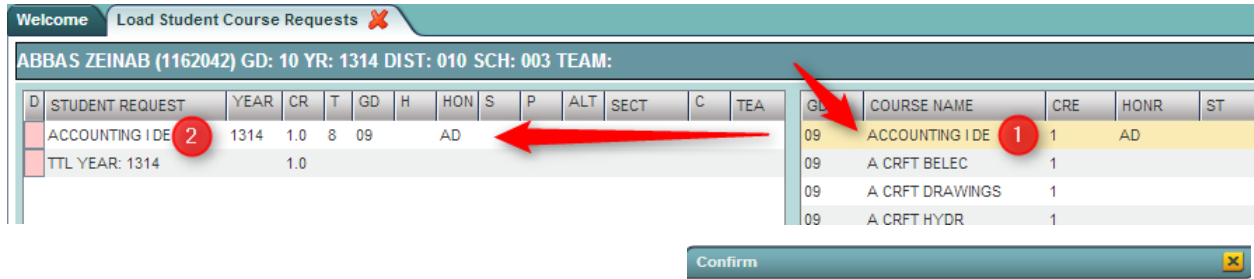 Welcome Load Student Course Requests
ABBAS ZEINAB (1162042) GD: 10 YR: 1314 DIST: 010 SCH: 003 TEAM:
D STUDENT REQUEST YEAR CR T GD H HON S P ALT SECT C TEA
ACCOUNTING I DE 2 1314 1.0 8 09 AD
TTL YEAR: 1314 1.0
GD COURSE NAME CRE HONR ST
09 ACCOUNTING I DE 1 1 AD
09 A CRFT BELEC 1
09 A CRFT DRAWINGS 1
09 A CRFT HYDR 1
Confirm